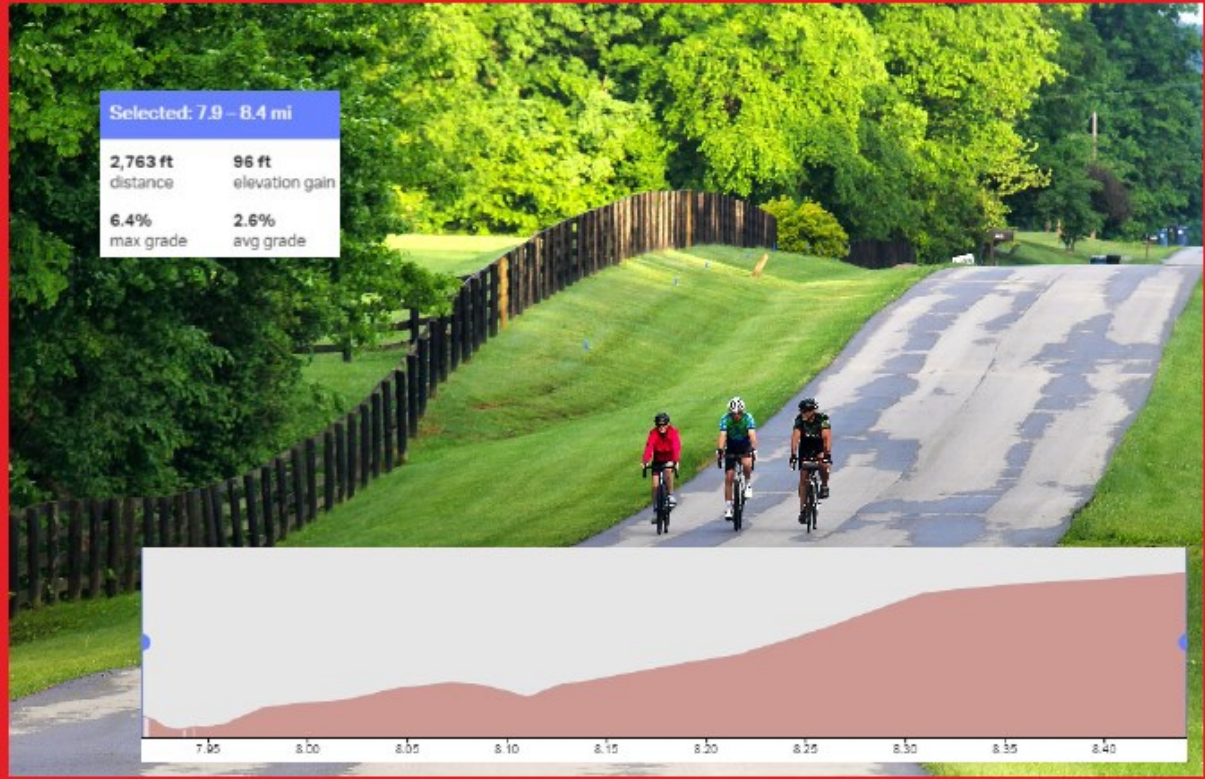 Selected: 7.9 – 8.4 mi
2,763 ft 96 ft
distance elevation gain
6.4% 2.6%
max grade avg grade
7.95 8.00 8.05 8.10 8.15 8.20 8.25 8.30 8.35 8.40